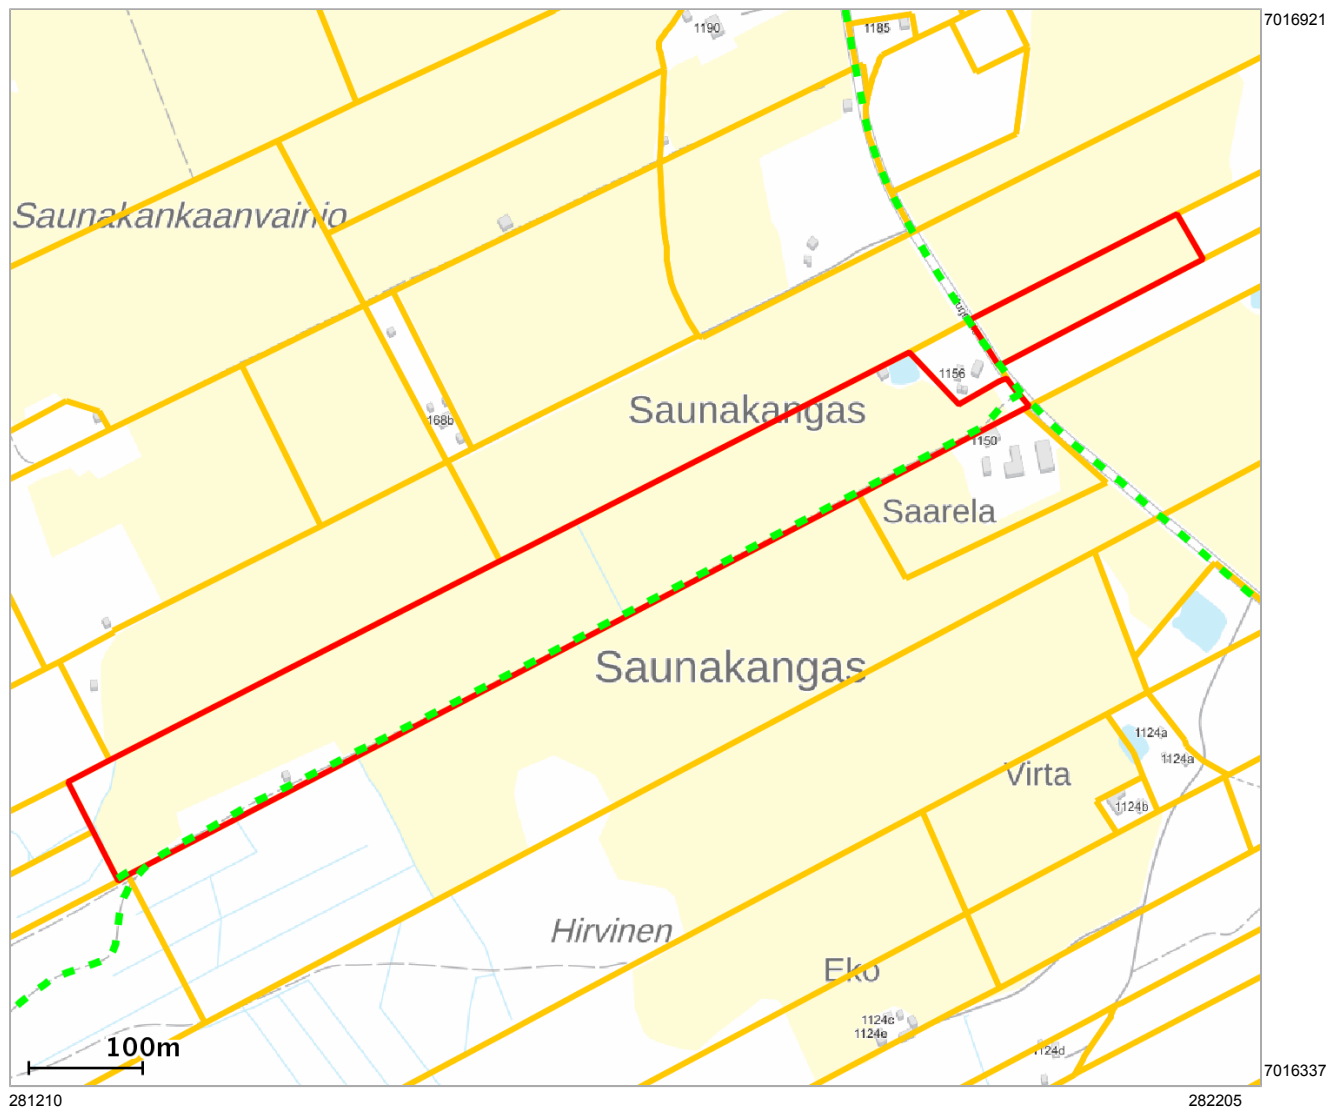 7016921
1190
1185
Saunakankaanvainio
1156
168b
Saunakangas
1150
Saarela
Saunakangas
1124a
1124a
Virta
1124b
Hirvinen
Eko
1124c
1124e
1124d
100m
7016337
281210
282205